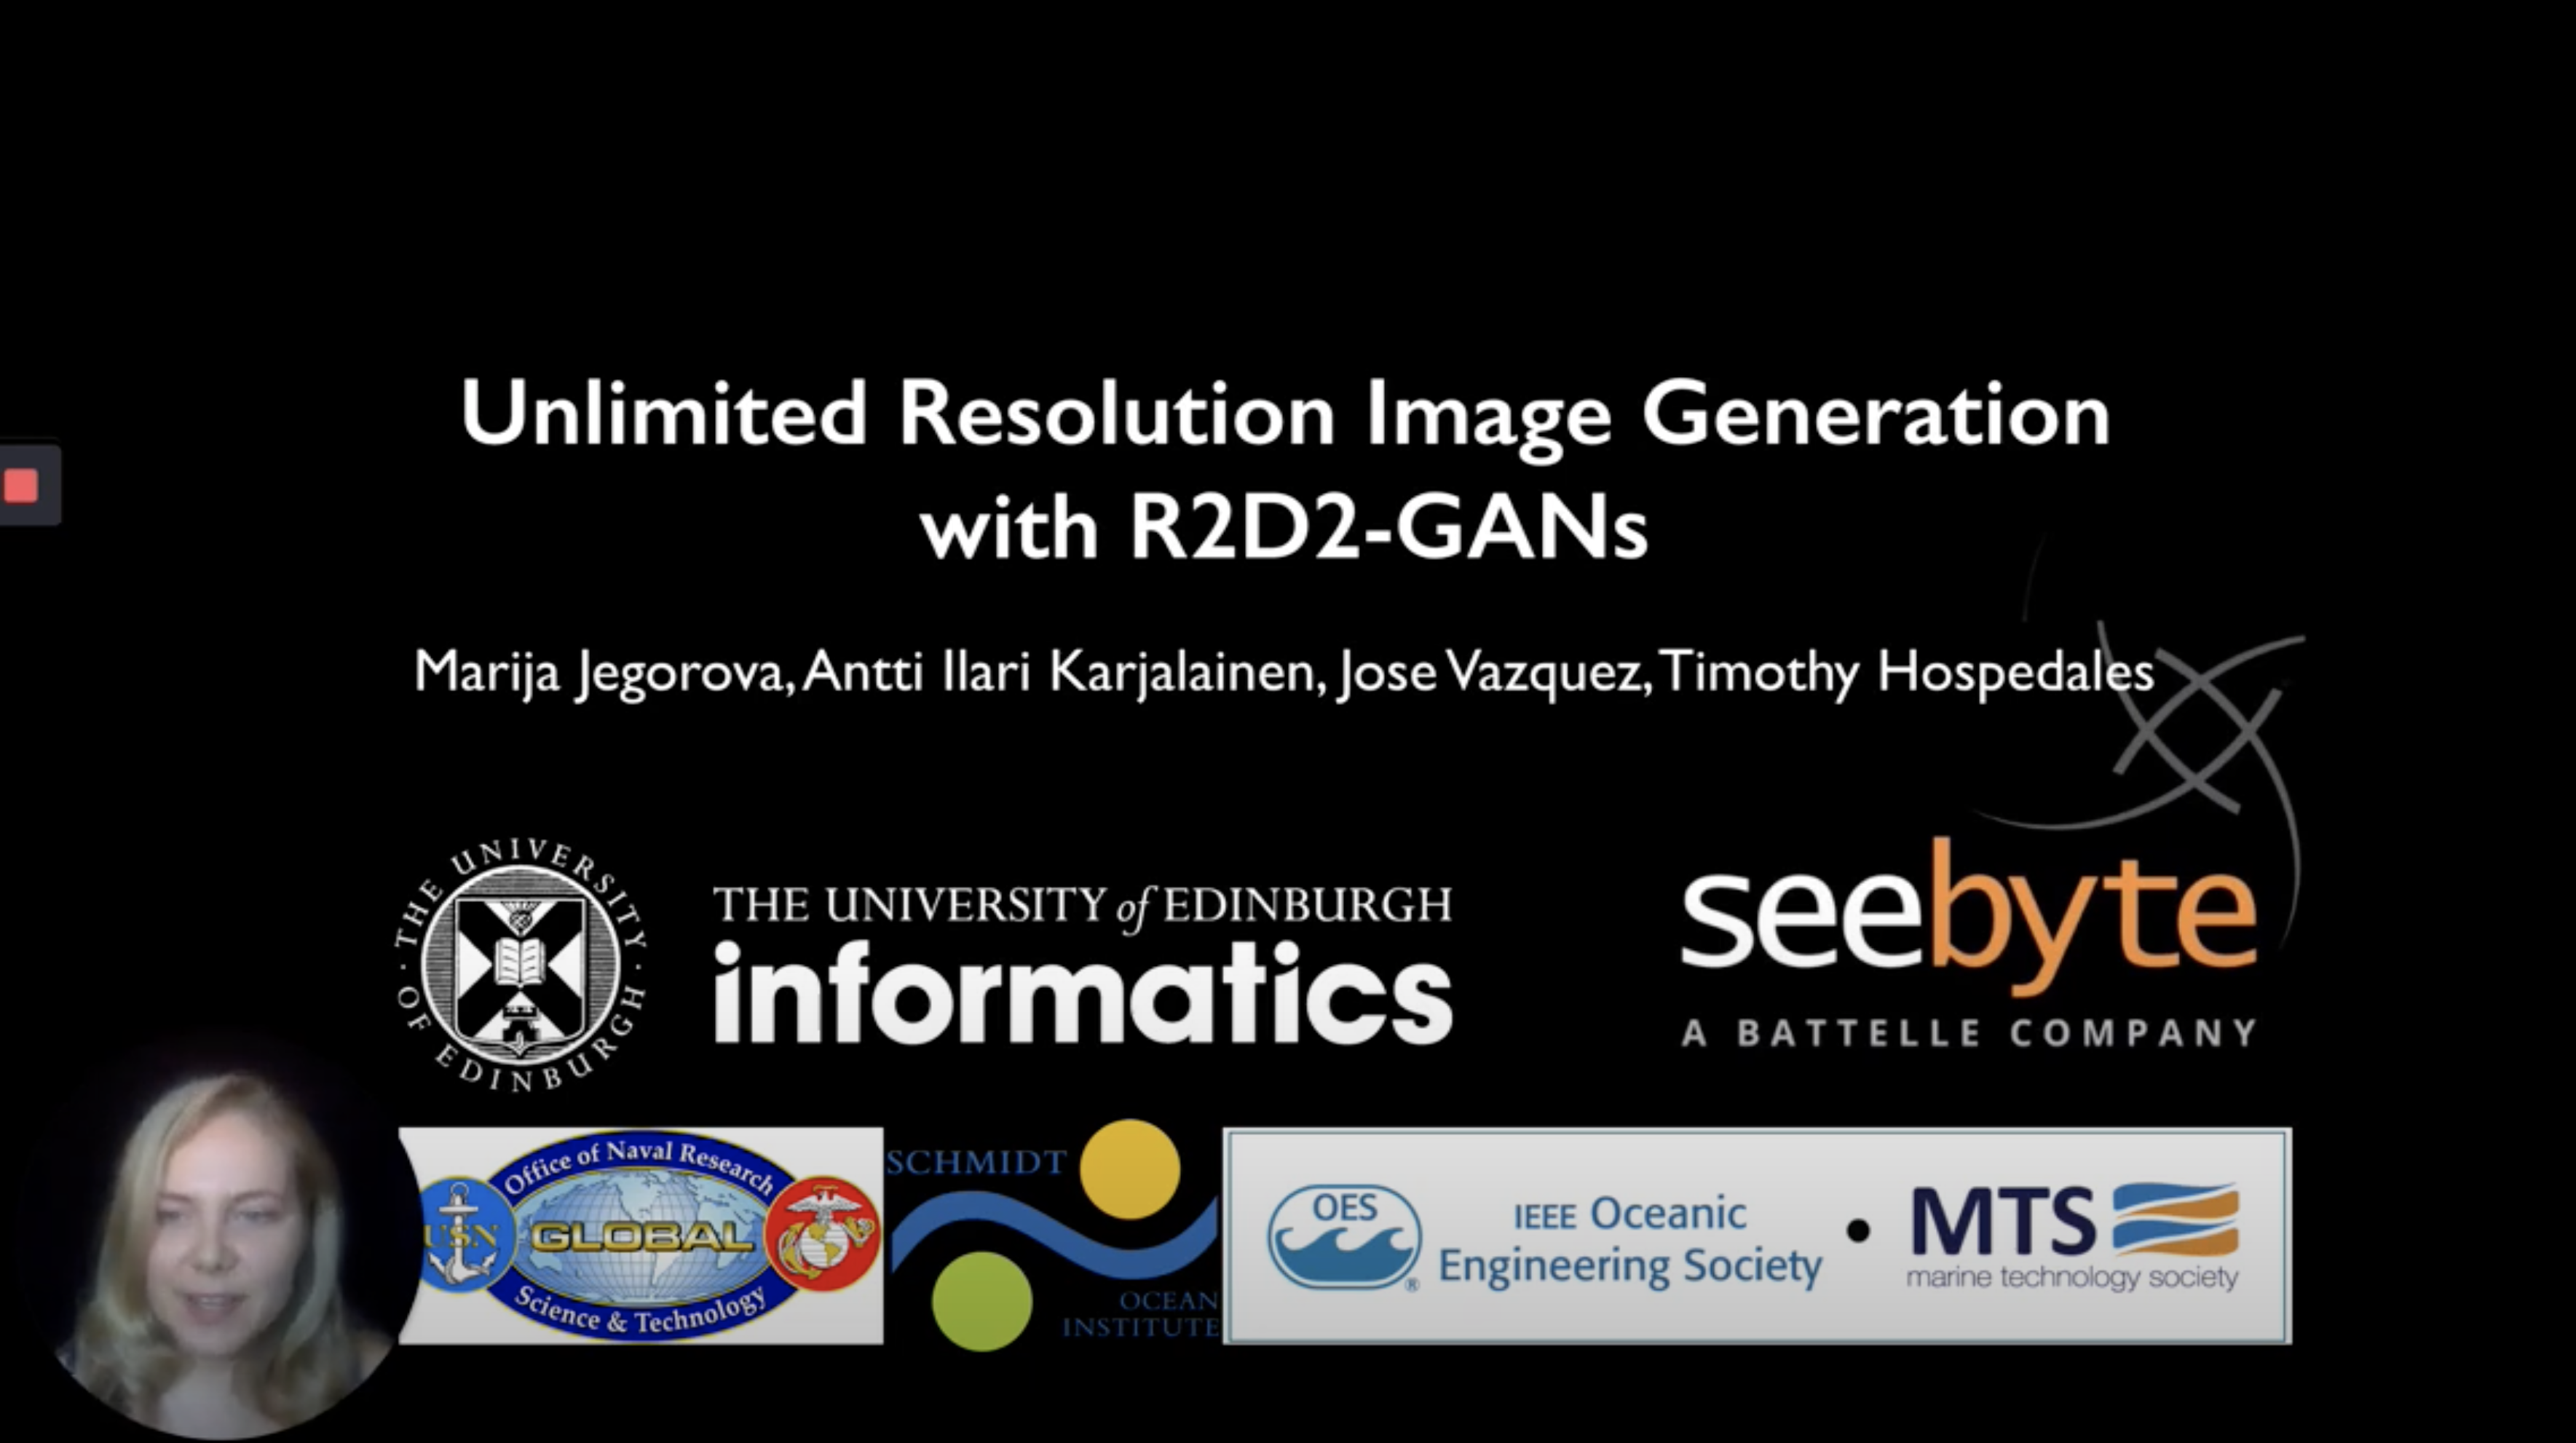 Unlimited Resolution Image Generation
with R2D2-GANs
Marija Jegorova, Antti Ilari Karjalainen, Jose Vazquez, Timothy Hospedales
THE UNIVERSITY OF EDINBURGH
THE UNIVERSITY of EDINBURGH
informatics
seebyte
A BATTELLE COMPANY
Office of Naval Research
USN
GLOBAL
Science & Technology
SCHMIDT
OCEAN
INSTITUTE
OES
®
IEEE Oceanic
Engineering Society
•
MTS
marine technology society